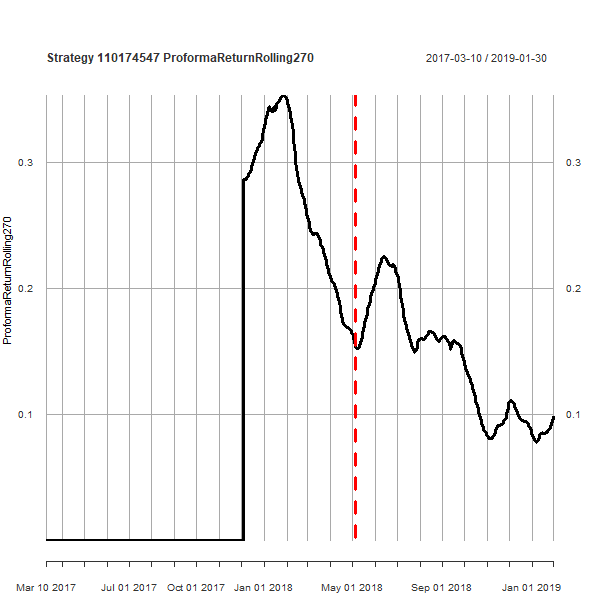 Strategy 110174547 ProformaReturnRolling270
2017-03-10 / 2019-01-30
ProformaReturnRolling270
0.3
0.3
0.2
0.2
0.1
0.1
Mar 10 2017
Jul 01 2017
Oct 01 2017
Jan 01 2018
May 01 2018
Sep 01 2018
Jan 01 2019